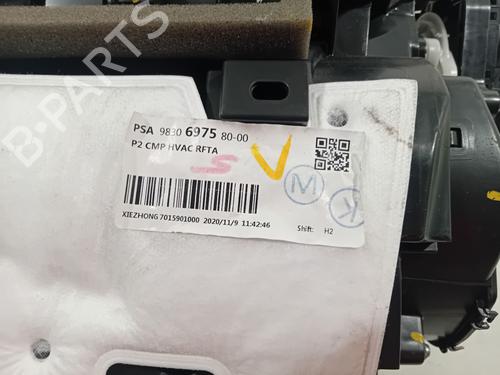 PSA 9830 6975 80-00
P2 CMP HVAC RFTA
S V M K
XIEZHONG 7015901000 2020/11/9 11:42:46 Shift: H2
B-PARTS